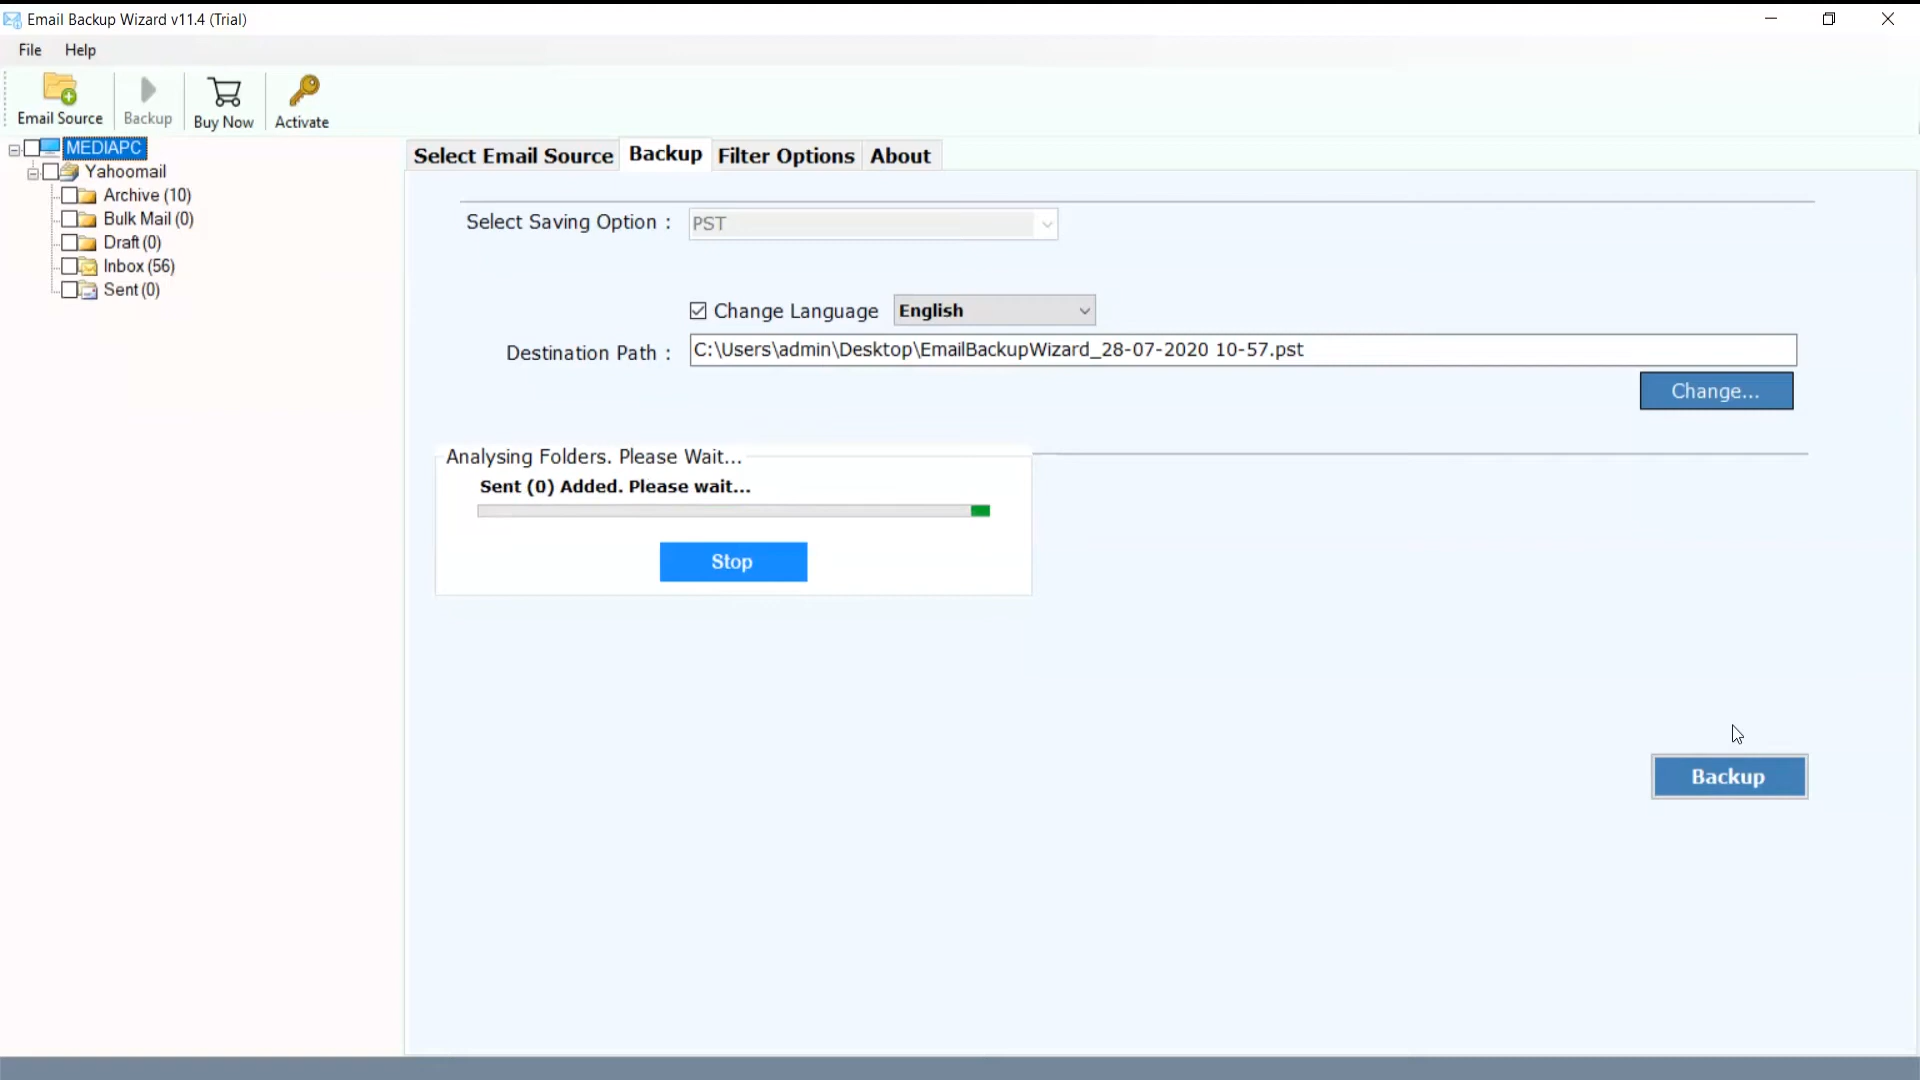 Email Backup Wizard v11.4 (Trial)
File Help
Email Source Backup Buy Now Activate
MEDIAPC
Yahoomail
Archive (10)
Bulk Mail (0)
Draft (0)
Inbox (56)
Sent (0)
Select Email Source Backup Filter Options About
Select Saving Option : PST
Change Language English
Destination Path : C:\Users\admin\Desktop\EmailBackupWizard_28-07-2020 10-57.pst
Change...
Analysing Folders. Please Wait...
Sent (0) Added. Please wait...
Stop
Backup